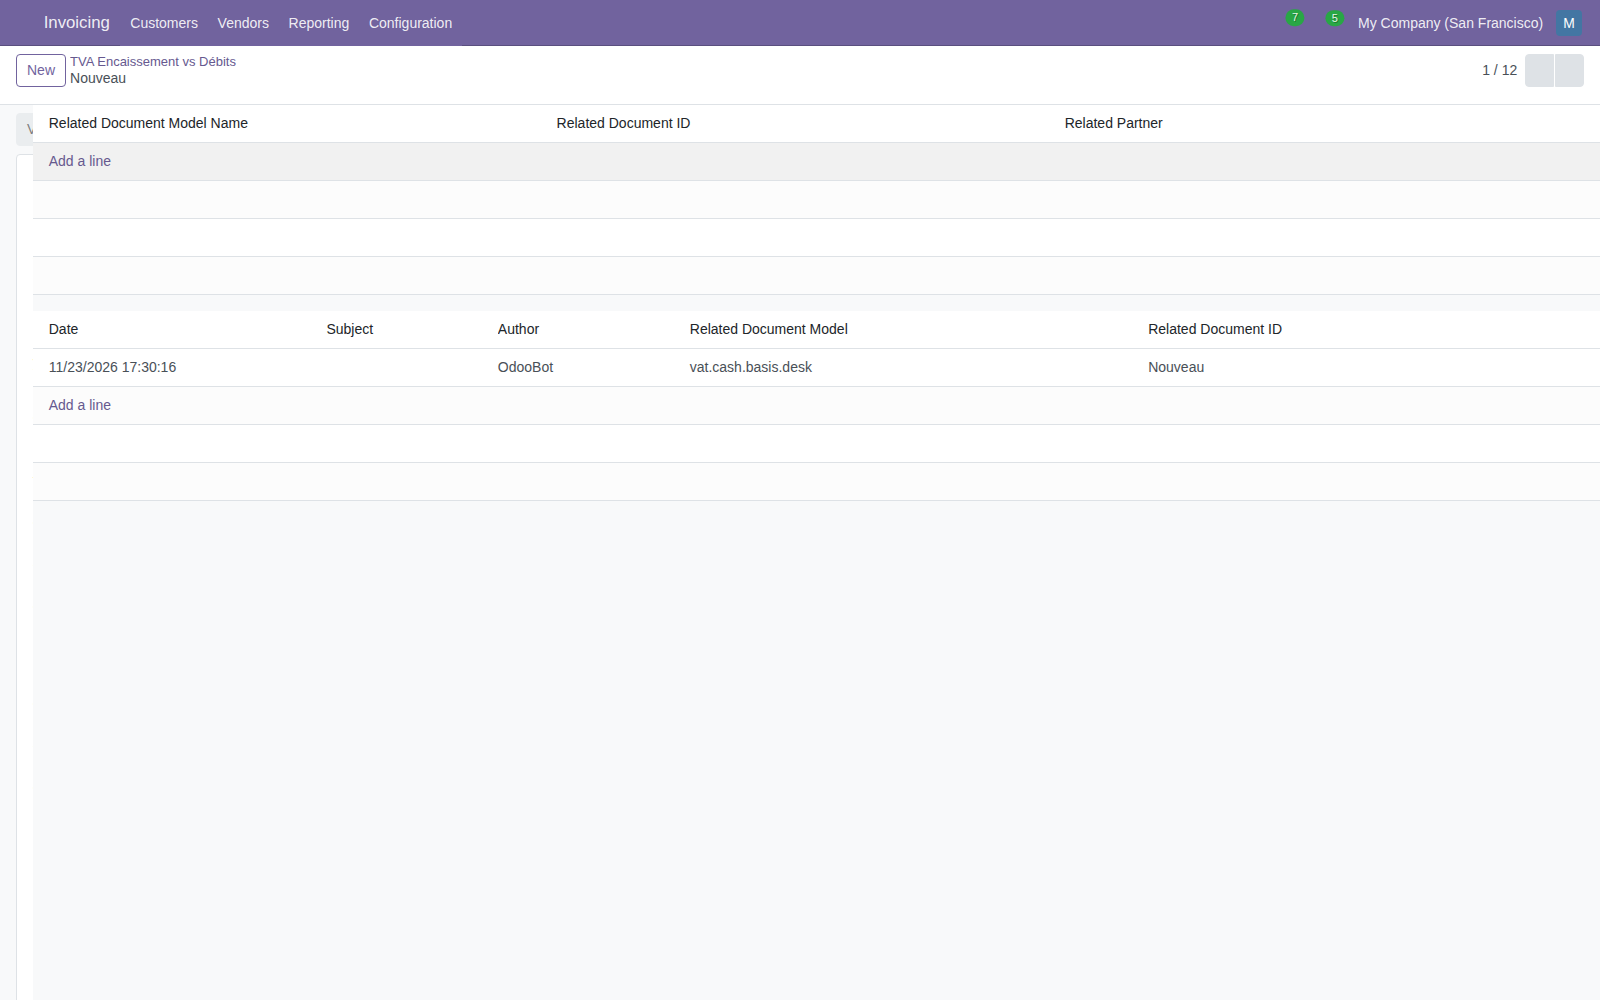 Invoicing Customers Vendors Reporting Configuration 7 5 My Company (San Francisco) M
New TVA Encaissement vs Débits
Nouveau
1 / 12
Related Document Model Name Related Document ID Related Partner
Add a line
Date Subject Author Related Document Model Related Document ID
11/23/2026 17:30:16 OdooBot vat.cash.basis.desk Nouveau
Add a line